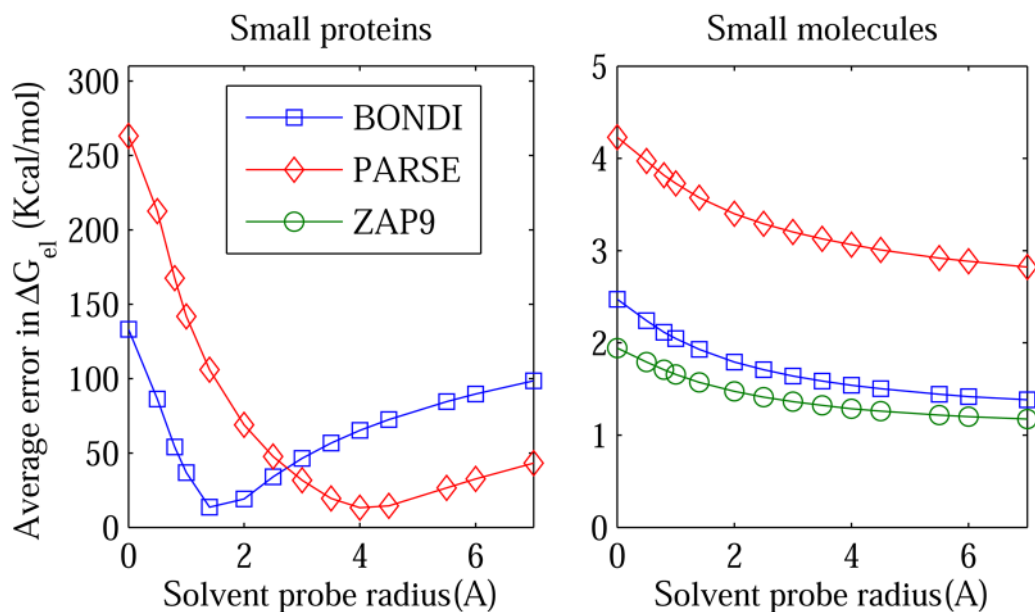 Small proteins
Small molecules
Average error in ΔG_el (Kcal/mol)
300
250
200
150
100
50
0
BONDI
PARSE
ZAP9
0 2 4 6
Solvent probe radius(A)
5
4
3
2
1
0
0 2 4 6
Solvent probe radius(A)